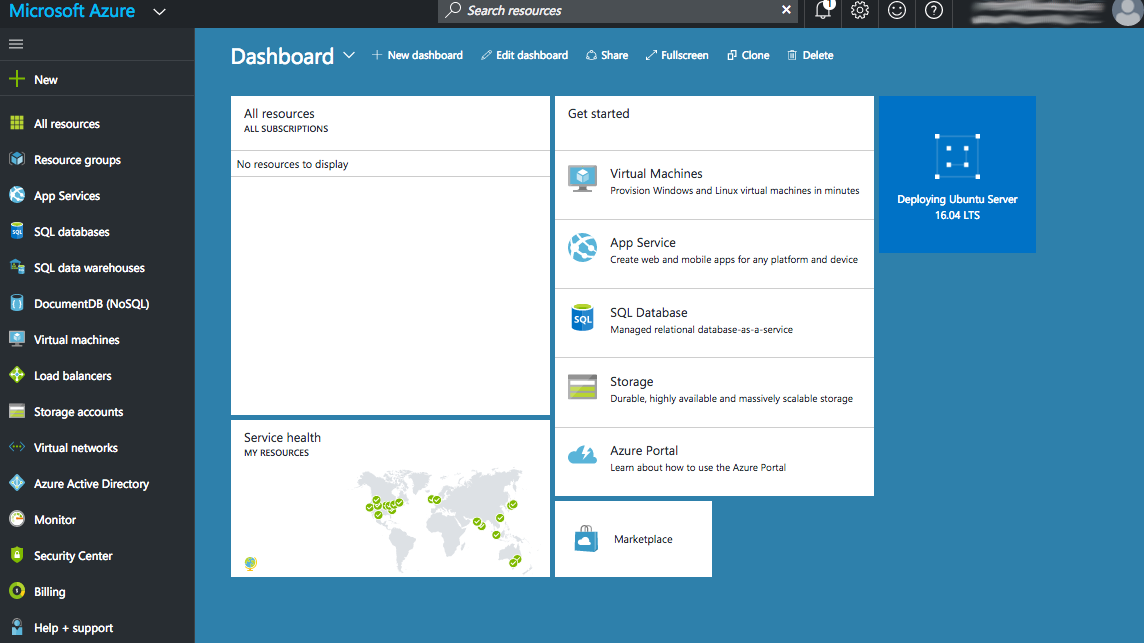 Microsoft Azure
Search resources
1
New
All resources
Resource groups
App Services
SQL databases
SQL data warehouses
DocumentDB (NoSQL)
Virtual machines
Load balancers
Storage accounts
Virtual networks
Azure Active Directory
Monitor
Security Center
Billing
Help + support
Dashboard
New dashboard
Edit dashboard
Share
Fullscreen
Clone
Delete
All resources
ALL SUBSCRIPTIONS
No resources to display
Service health
MY RESOURCES
Get started
Virtual Machines
Provision Windows and Linux virtual machines in minutes
App Service
Create web and mobile apps for any platform and device
SQL
SQL Database
Managed relational database-as-a-service
Storage
Durable, highly available and massively scalable storage
Azure Portal
Learn about how to use the Azure Portal
Marketplace
Deploying Ubuntu Server
16.04 LTS